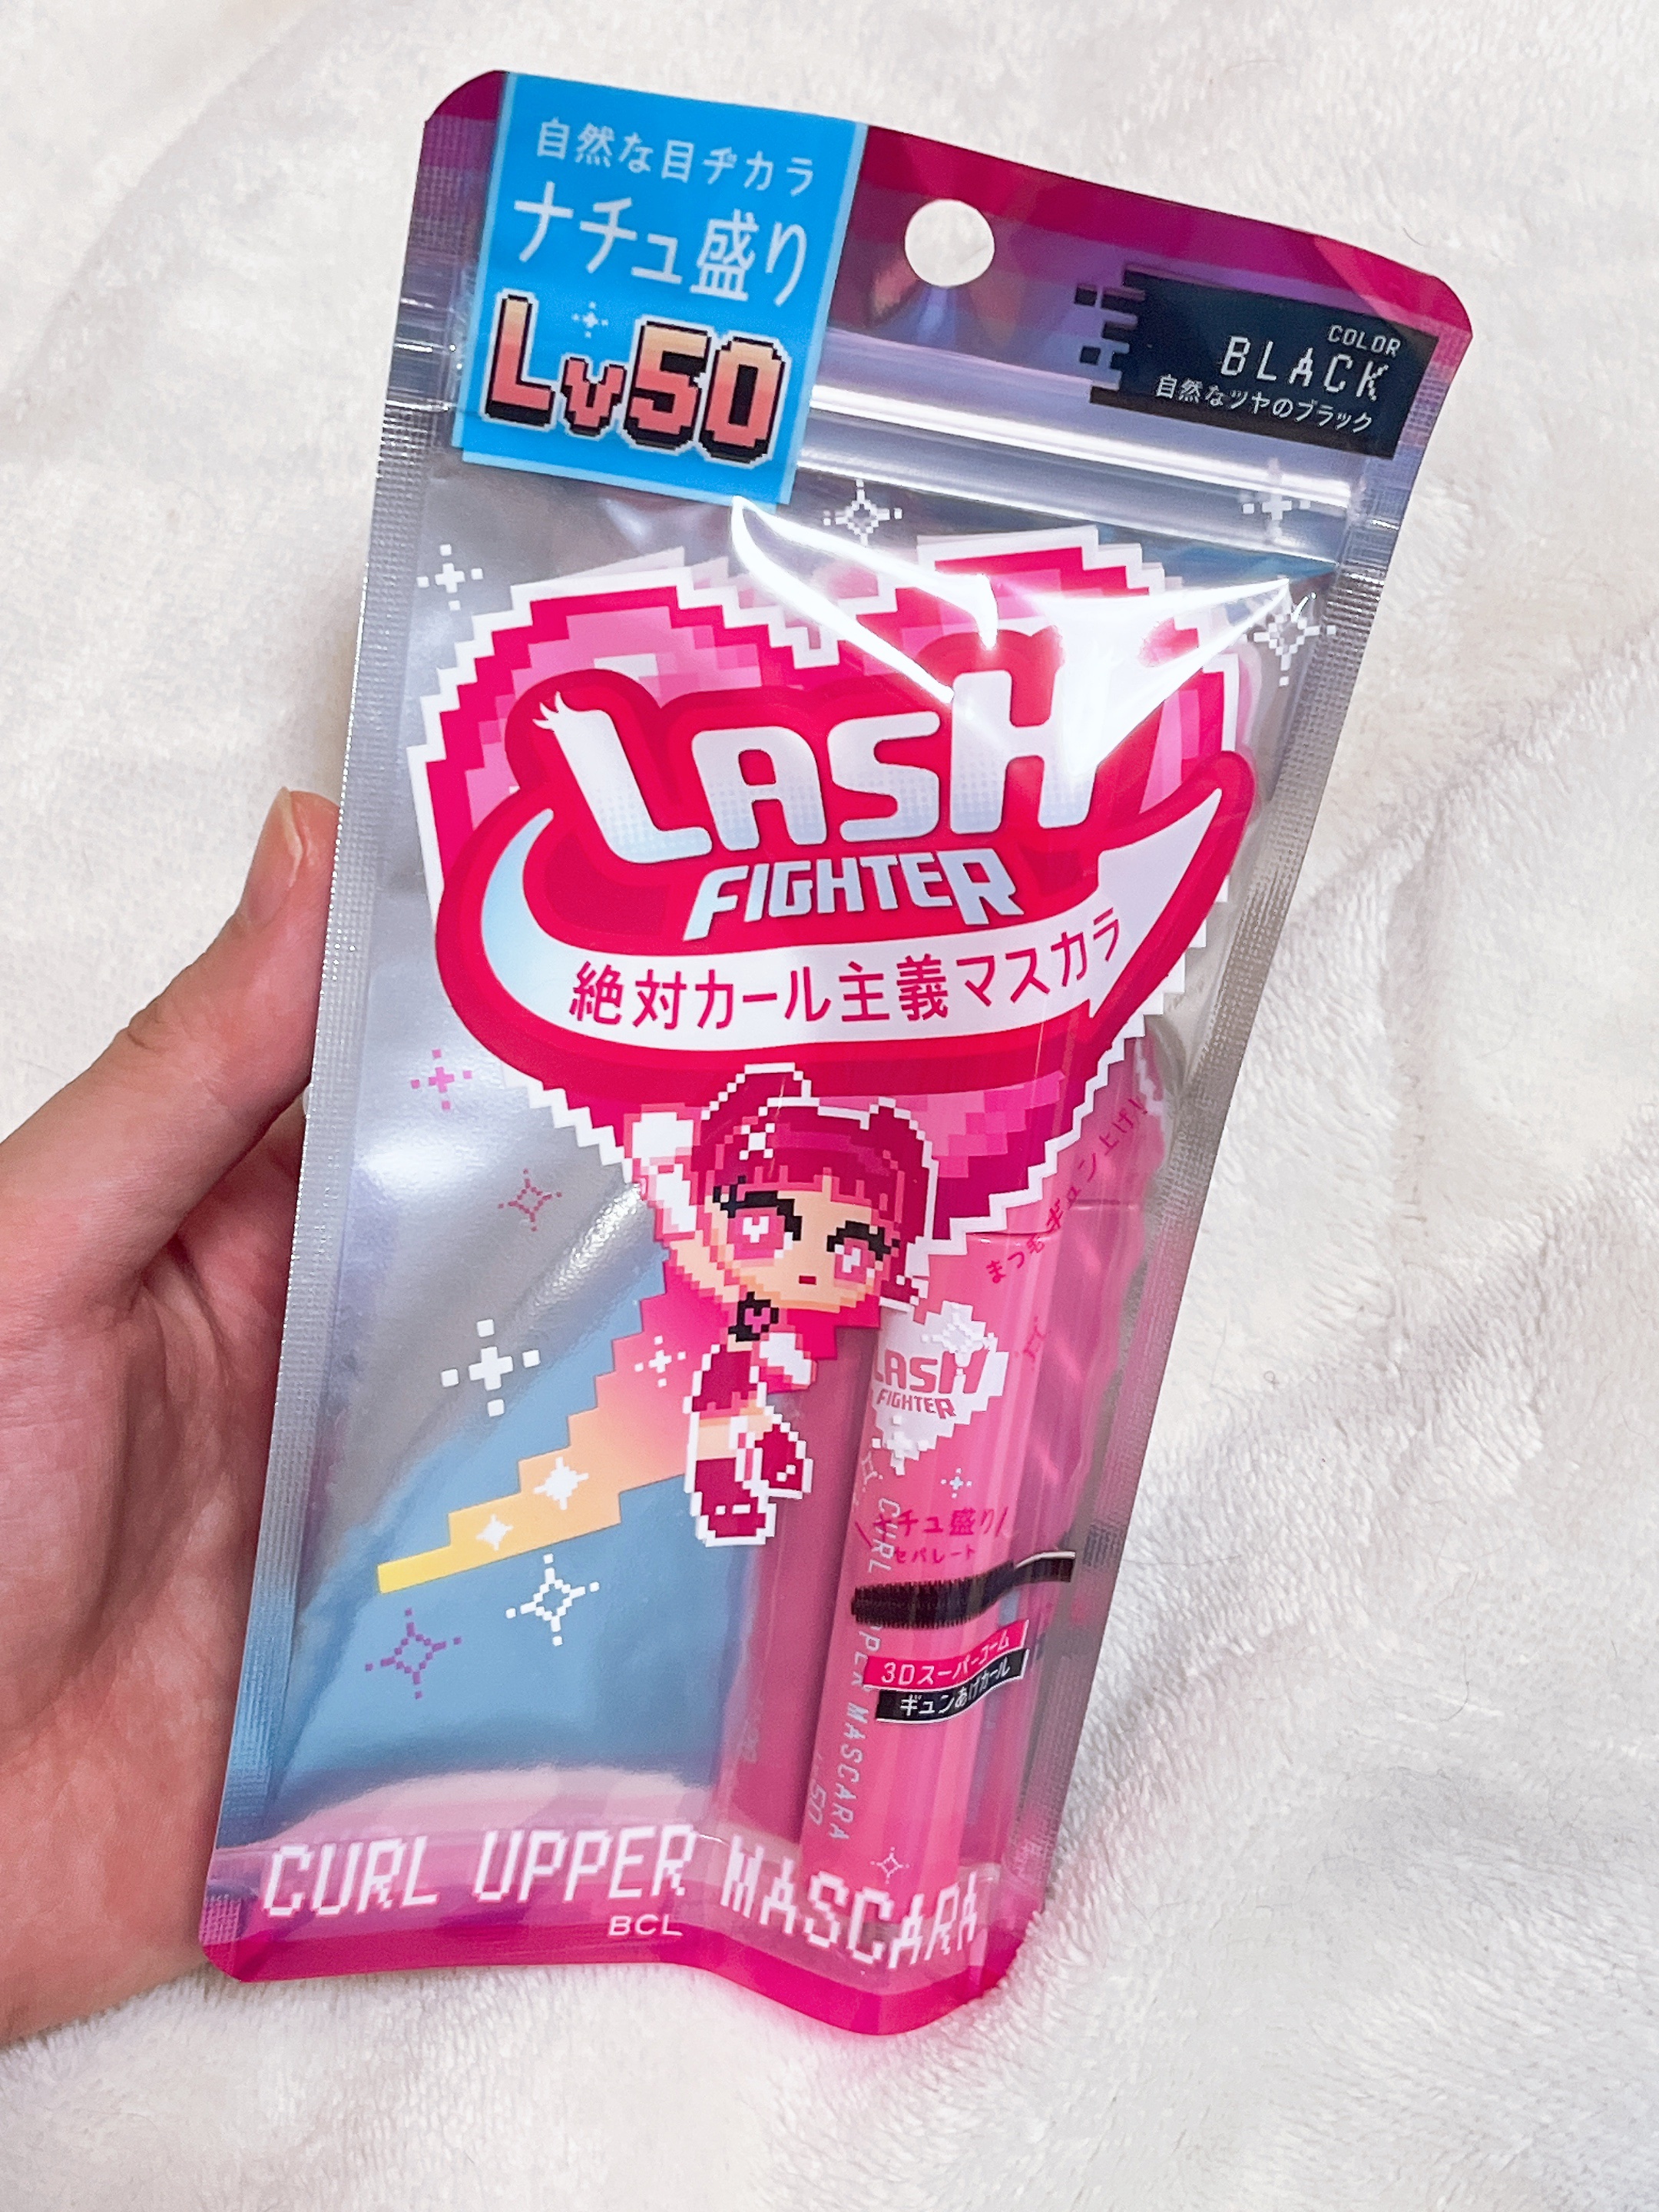 自然な目ヂカラ
ナチュ盛り
Lv50
COLOR
BLACK
自然なツヤのブラック
LASH
FIGHTER
絶対カール主義マスカラ
まつ毛ギュン上げ!
LASH
FIGHTER
ナチュ盛り
セパレート
3Dスーパーコーム
ギュンあげカール
CURL UPPER MASCARA
CURL UPPER MASCARA
BCL